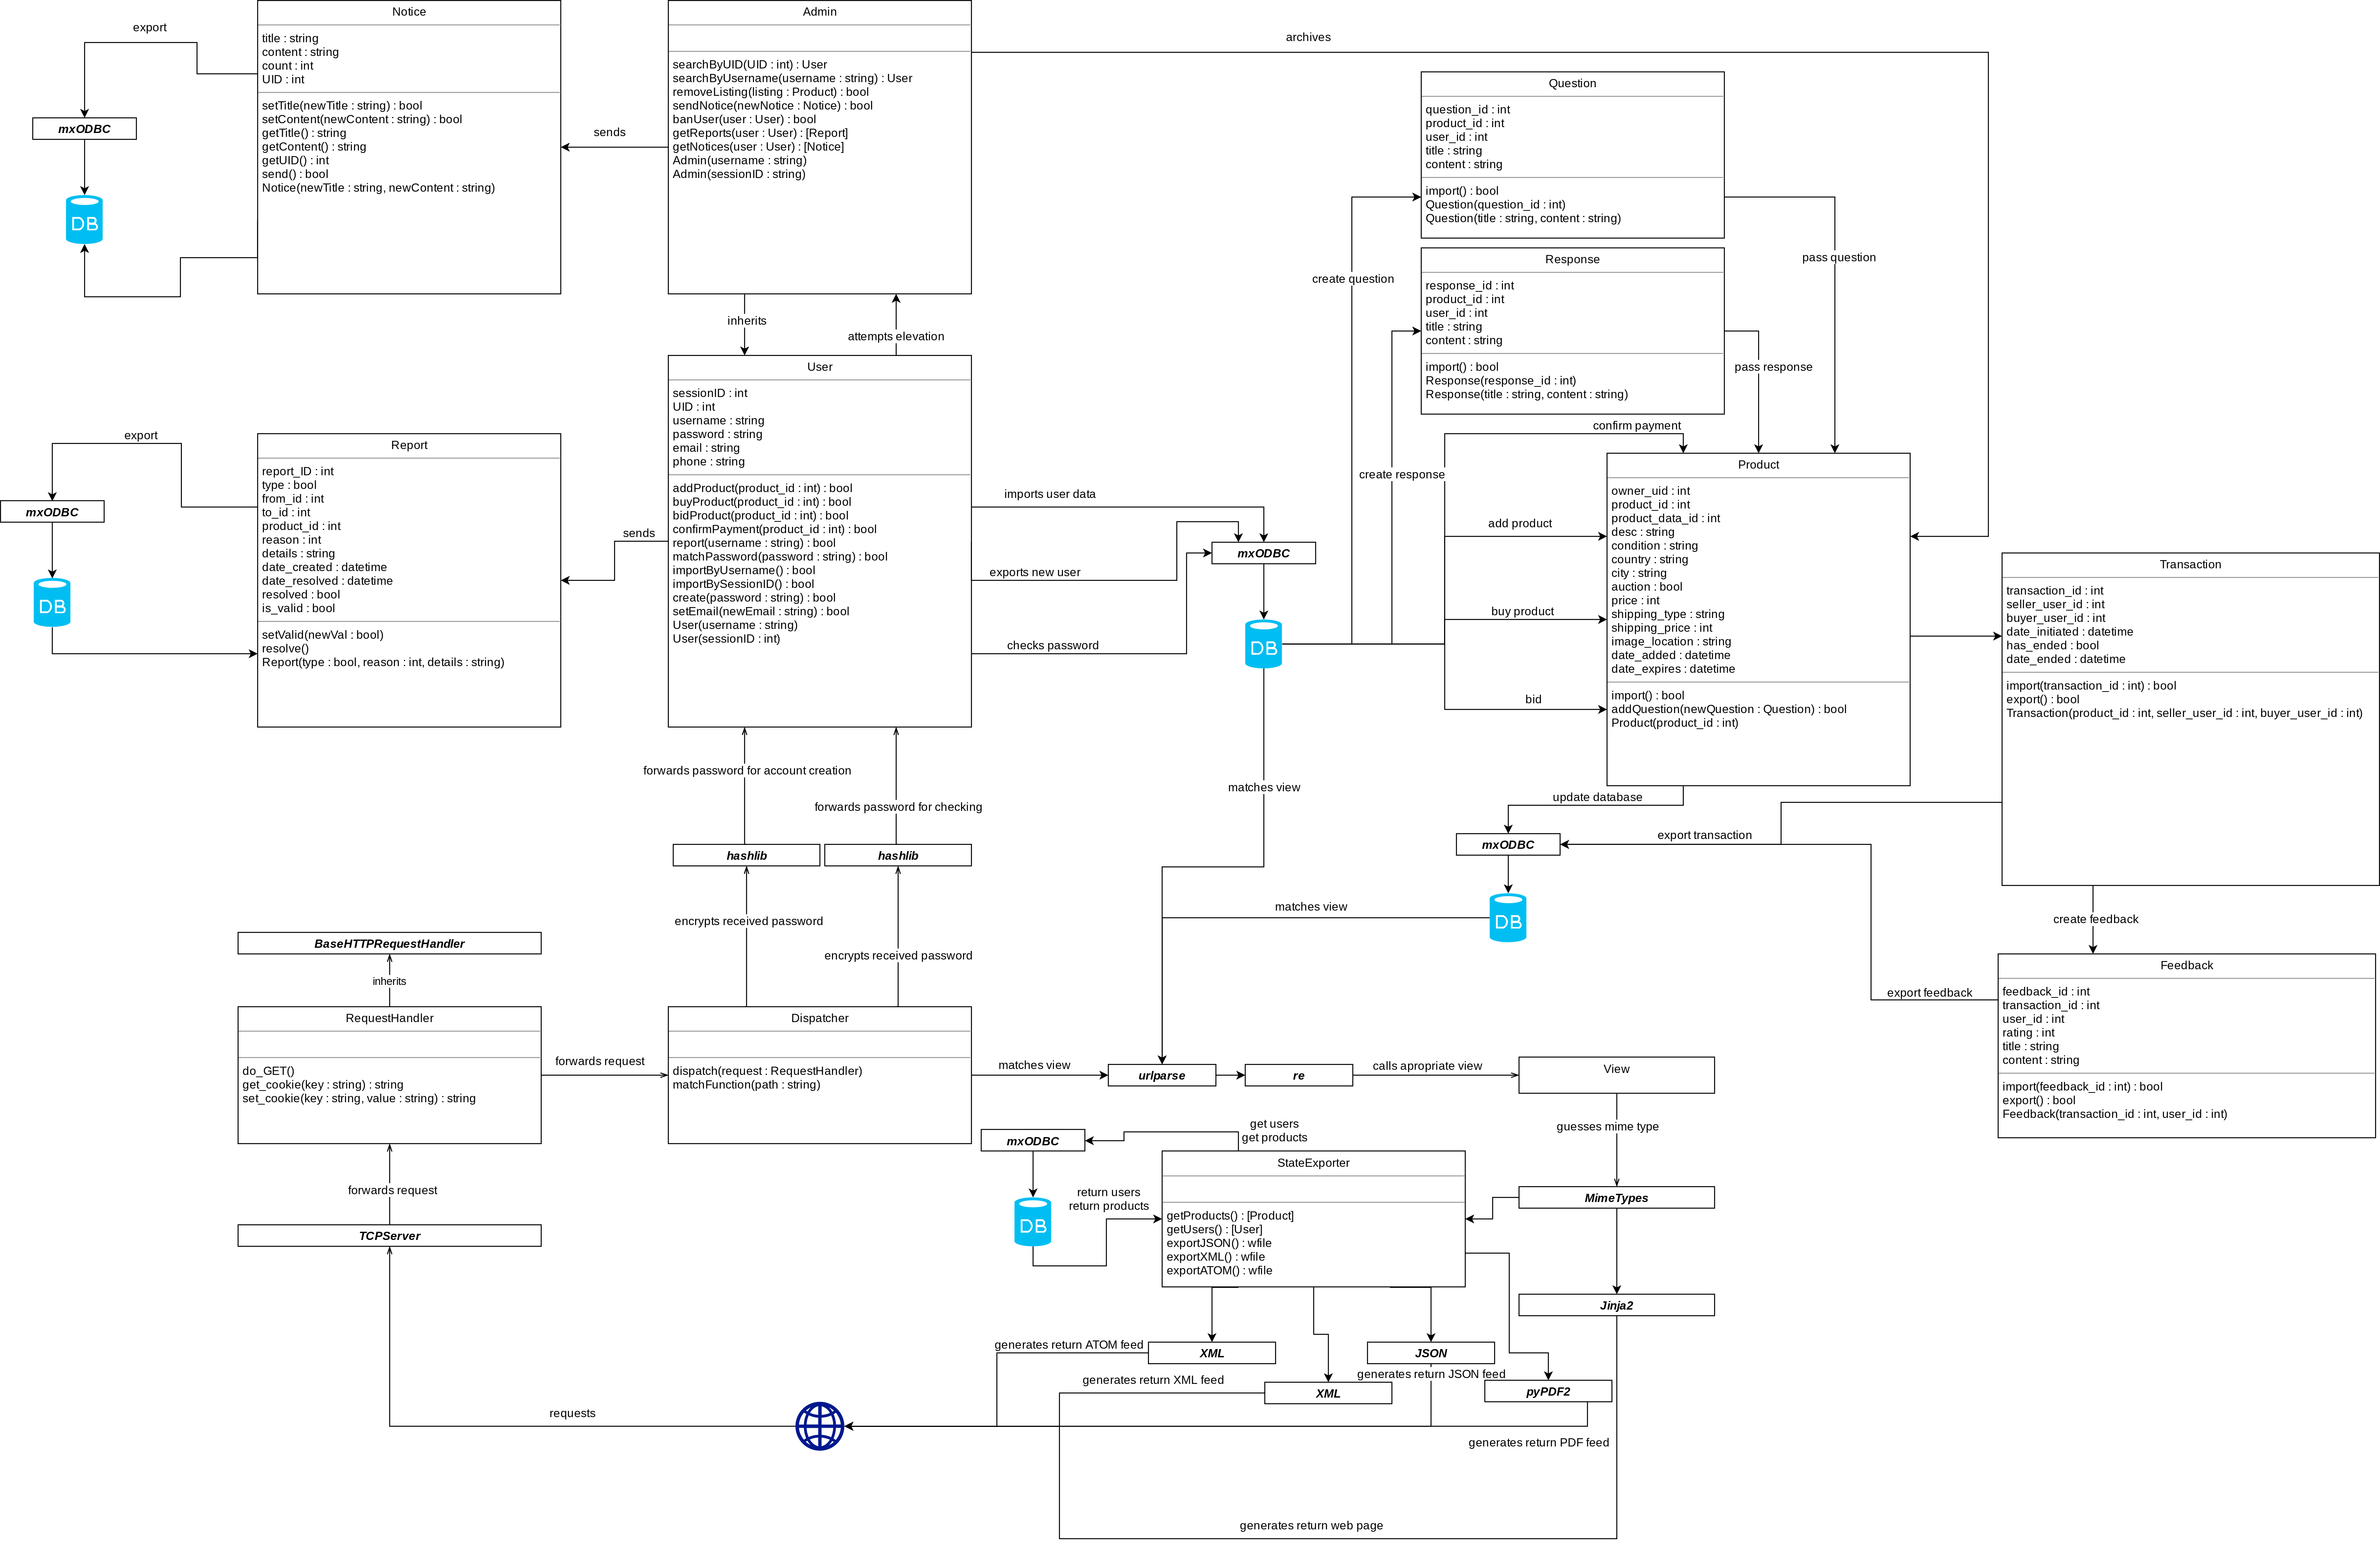 Notice
title : string
content : string
count : int
UID : int
setTitle(newTitle : string) : bool
setContent(newContent : string) : bool
getTitle() : string
getContent() : string
getUID() : int
send() : bool
Notice(newTitle : string, newContent : string)
export
mxODBC
DB
sends
Admin
searchByUID(UID : int) : User
searchByUsername(username : string) : User
removeListing(listing : Product) : bool
sendNotice(newNotice : Notice) : bool
banUser(user : User) : bool
getReports(user : User) : [Report]
getNotices(user : User) : [Notice]
Admin(username : string)
Admin(sessionID : string)
archives
inherits
attempts elevation
Question
question_id : int
product_id : int
user_id : int
title : string
content : string
import() : bool
Question(question_id : int)
Question(title : string, content : string)
create question
pass question
Response
response_id : int
product_id : int
user_id : int
title : string
content : string
import() : bool
Response(response_id : int)
Response(title : string, content : string)
pass response
confirm payment
create response
export
mxODBC
DB
Report
report_ID : int
type : bool
from_id : int
to_id : int
product_id : int
reason : int
details : string
date_created : datetime
date_resolved : datetime
resolved : bool
is_valid : bool
setValid(newVal : bool)
resolve()
Report(type : bool, reason : int, details : string)
sends
User
sessionID : int
UID : int
username : string
password : string
email : string
phone : string
addProduct(product_id : int) : bool
buyProduct(product_id : int) : bool
bidProduct(product_id : int) : bool
confirmPayment(product_id : int) : bool
report(username : string) : bool
matchPassword(password : string) : bool
importByUsername() : bool
importBySessionID() : bool
create(password : string) : bool
setEmail(newEmail : string) : bool
User(username : string)
User(sessionID : int)
imports user data
exports new user
checks password
mxODBC
DB
add product
buy product
bid
Product
owner_uid : int
product_id : int
product_data_id : int
desc : string
condition : string
country : string
city : string
auction : bool
price : int
shipping_type : string
shipping_price : int
image_location : string
date_added : datetime
date_expires : datetime
import() : bool
addQuestion(newQuestion : Question) : bool
Product(product_id : int)
Transaction
transaction_id : int
seller_user_id : int
buyer_user_id : int
date_initiated : datetime
has_ended : bool
date_ended : datetime
import(transaction_id : int) : bool
export() : bool
Transaction(product_id : int, seller_user_id : int, buyer_user_id : int)
forwards password for account creation
forwards password for checking
matches view
update database
export transaction
mxODBC
DB
hashlib
hashlib
encrypts received password
encrypts received password
matches view
create feedback
export feedback
Feedback
feedback_id : int
transaction_id : int
user_id : int
rating : int
title : string
content : string
import(feedback_id : int) : bool
export() : bool
Feedback(transaction_id : int, user_id : int)
BaseHTTPRequestHandler
inherits
RequestHandler
do_GET()
get_cookie(key : string) : string
set_cookie(key : string, value : string) : string
forwards request
Dispatcher
dispatch(request : RequestHandler)
matchFunction(path : string)
matches view
urlparse
re
calls apropriate view
View
guesses mime type
mxODBC
DB
get users
get products
return users
return products
StateExporter
getProducts() : [Product]
getUsers() : [User]
exportJSON() : wfile
exportXML() : wfile
exportATOM() : wfile
MimeTypes
Jinja2
forwards request
TCPServer
generates return ATOM feed
XML
JSON
generates return JSON feed
generates return XML feed
XML
pyPDF2
requests
generates return PDF feed
generates return web page